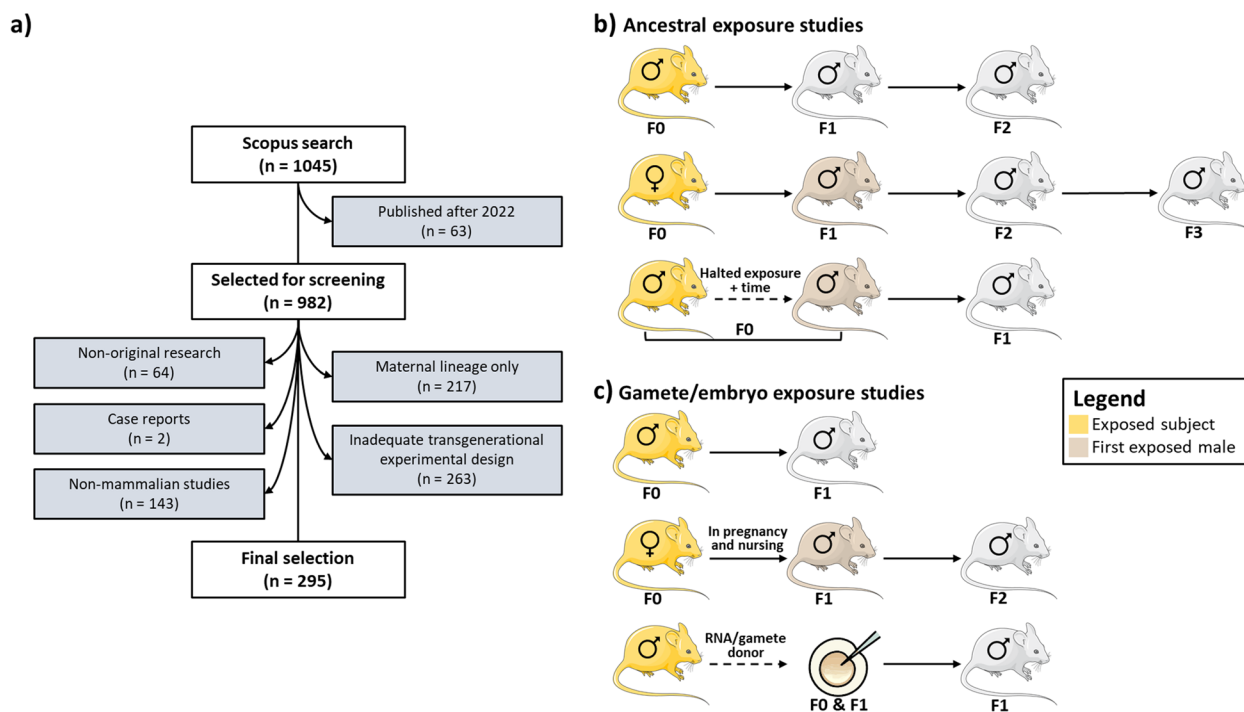 a)
Scopus search
(n = 1045)
Published after 2022
(n = 63)
Selected for screening
(n = 982)
Non-original research
(n = 64)
Maternal lineage only
(n = 217)
Case reports
(n = 2)
Inadequate transgenerational
experimental design
(n = 263)
Non-mammalian studies
(n = 143)
Final selection
(n = 295)
b) Ancestral exposure studies
♂ ♂ ♂
F0 F1 F2
♀ ♂ ♂ ♂
F0 F1 F2 F3
Halted exposure
+ time
♂ ♂ ♂
F0 F1
c) Gamete/embryo exposure studies
♂ ♂
F0 F1
In pregnancy
and nursing
♀ ♂ ♂
F0 F1 F2
RNA/gamete
donor
♂ ♂
F0 & F1 F1
Legend
Exposed subject
First exposed male